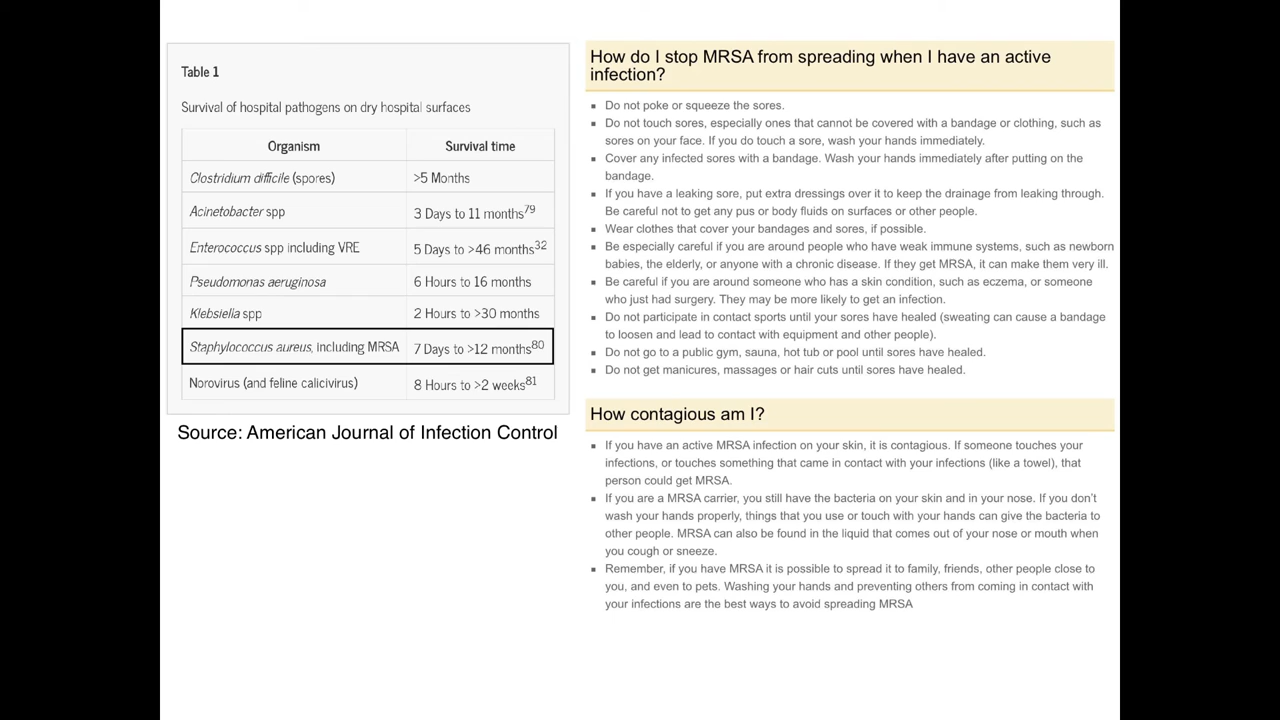 Table 1
Survival of hospital pathogens on dry hospital surfaces
Organism Survival time
Clostridium difficile (spores) >5 Months
Acinetobacter spp 3 Days to 11 months79
Enterococcus spp including VRE 5 Days to >46 months32
Pseudomonas aeruginosa 6 Hours to 16 months
Klebsiella spp 2 Hours to >30 months
Staphylococcus aureus, including MRSA 7 Days to >12 months80
Norovirus (and feline calicivirus) 8 Hours to >2 weeks81
Source: American Journal of Infection Control
How do I stop MRSA from spreading when I have an active
infection?
▪ Do not poke or squeeze the sores.
▪ Do not touch sores, especially ones that cannot be covered with a bandage or clothing, such as
sores on your face. If you do touch a sore, wash your hands immediately.
▪ Cover any infected sores with a bandage. Wash your hands immediately after putting on the
bandage.
▪ If you have a leaking sore, put extra dressings over it to keep the drainage from leaking through.
Be careful not to get any pus or body fluids on surfaces or other people.
▪ Wear clothes that cover your bandages and sores, if possible.
▪ Be especially careful if you are around people who have weak immune systems, such as newborn
babies, the elderly, or anyone with a chronic disease. If they get MRSA, it can make them very ill.
▪ Be careful if you are around someone who has a skin condition, such as eczema, or someone
who just had surgery. They may be more likely to get an infection.
▪ Do not participate in contact sports until your sores have healed (sweating can cause a bandage
to loosen and lead to contact with equipment and other people).
▪ Do not go to a public gym, sauna, hot tub or pool until sores have healed.
▪ Do not get manicures, massages or hair cuts until sores have healed.
How contagious am I?
▪ If you have an active MRSA infection on your skin, it is contagious. If someone touches your
infections, or touches something that came in contact with your infections (like a towel), that
person could get MRSA.
▪ If you are a MRSA carrier, you still have the bacteria on your skin and in your nose. If you don’t
wash your hands properly, things that you use or touch with your hands can give the bacteria to
other people. MRSA can also be found in the liquid that comes out of your nose or mouth when
you cough or sneeze.
▪ Remember, if you have MRSA it is possible to spread it to family, friends, other people close to
you, and even to pets. Washing your hands and preventing others from coming in contact with
your infections are the best ways to avoid spreading MRSA